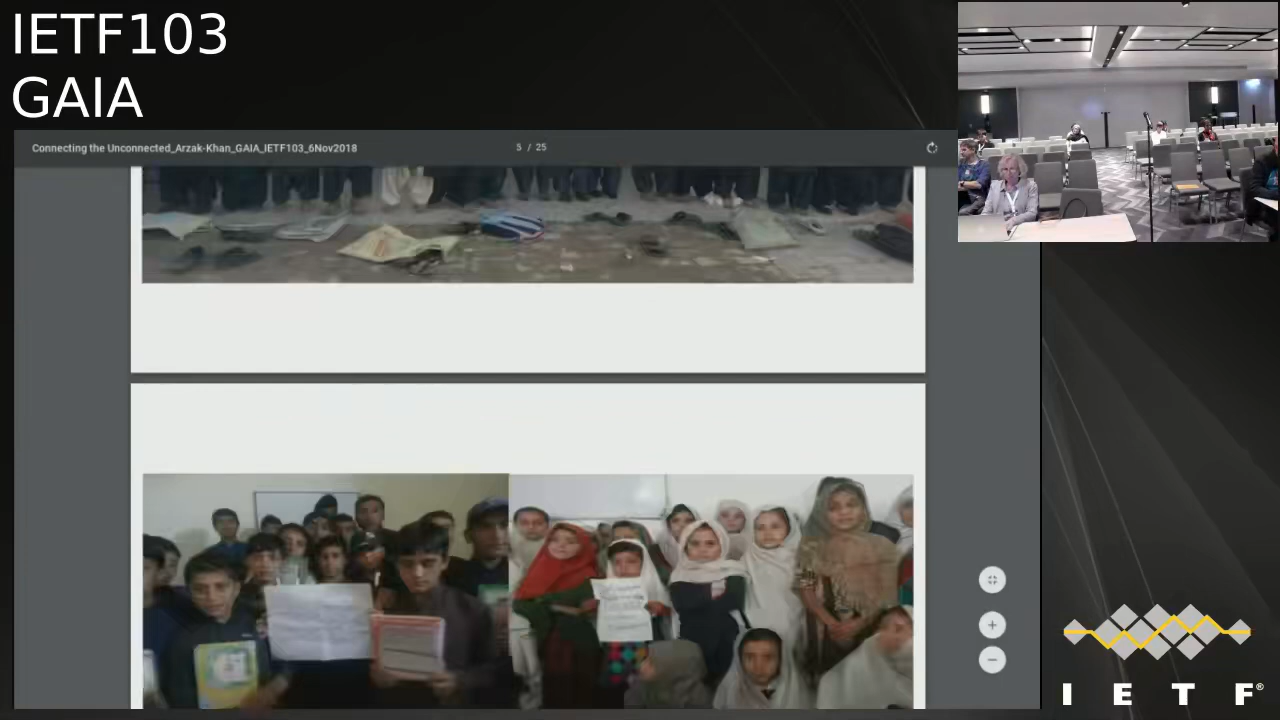 IETF103
GAIA
Connecting the Unconnected_Arzak-Khan_GAIA_IETF103_6Nov2018
5 / 25
I E T F®